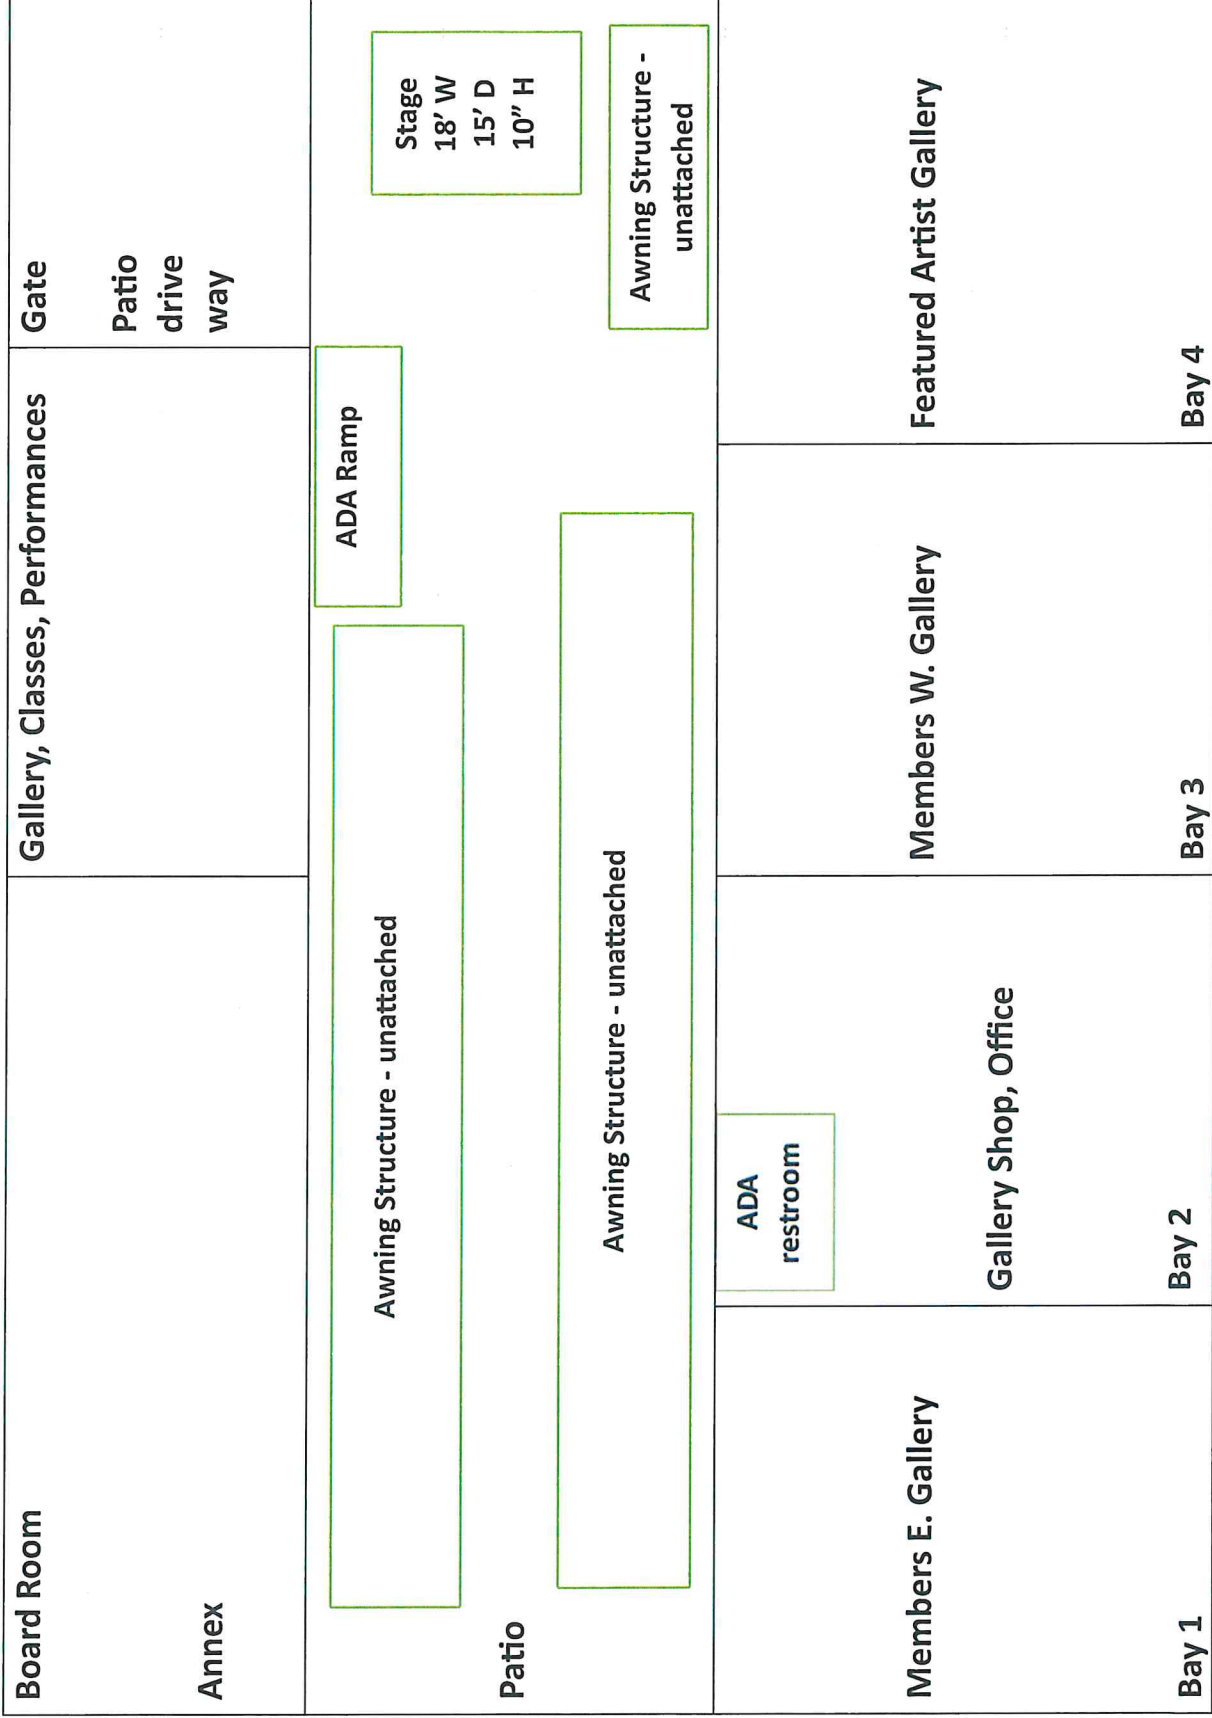 Board Room
Gallery, Classes, Performances
Gate
Annex
Patio
drive
way
ADA Ramp
Stage
18' W
15' D
10" H
Awning Structure - unattached
Awning Structure - unattached
Awning Structure -
unattached
Patio
ADA
restroom
Members E. Gallery
Gallery Shop, Office
Members W. Gallery
Featured Artist Gallery
Bay 1
Bay 2
Bay 3
Bay 4